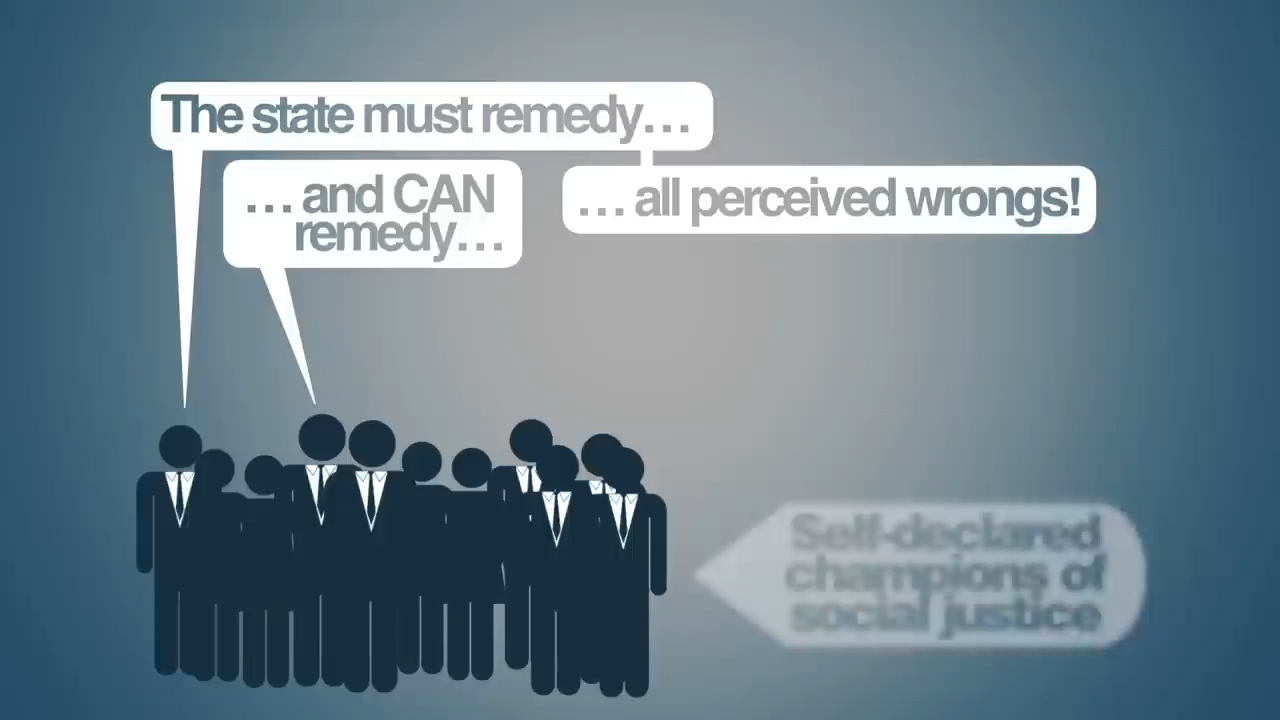 The state must remedy…
…and CAN
remedy…
…all perceived wrongs!
Self-declared
champions of
social justice